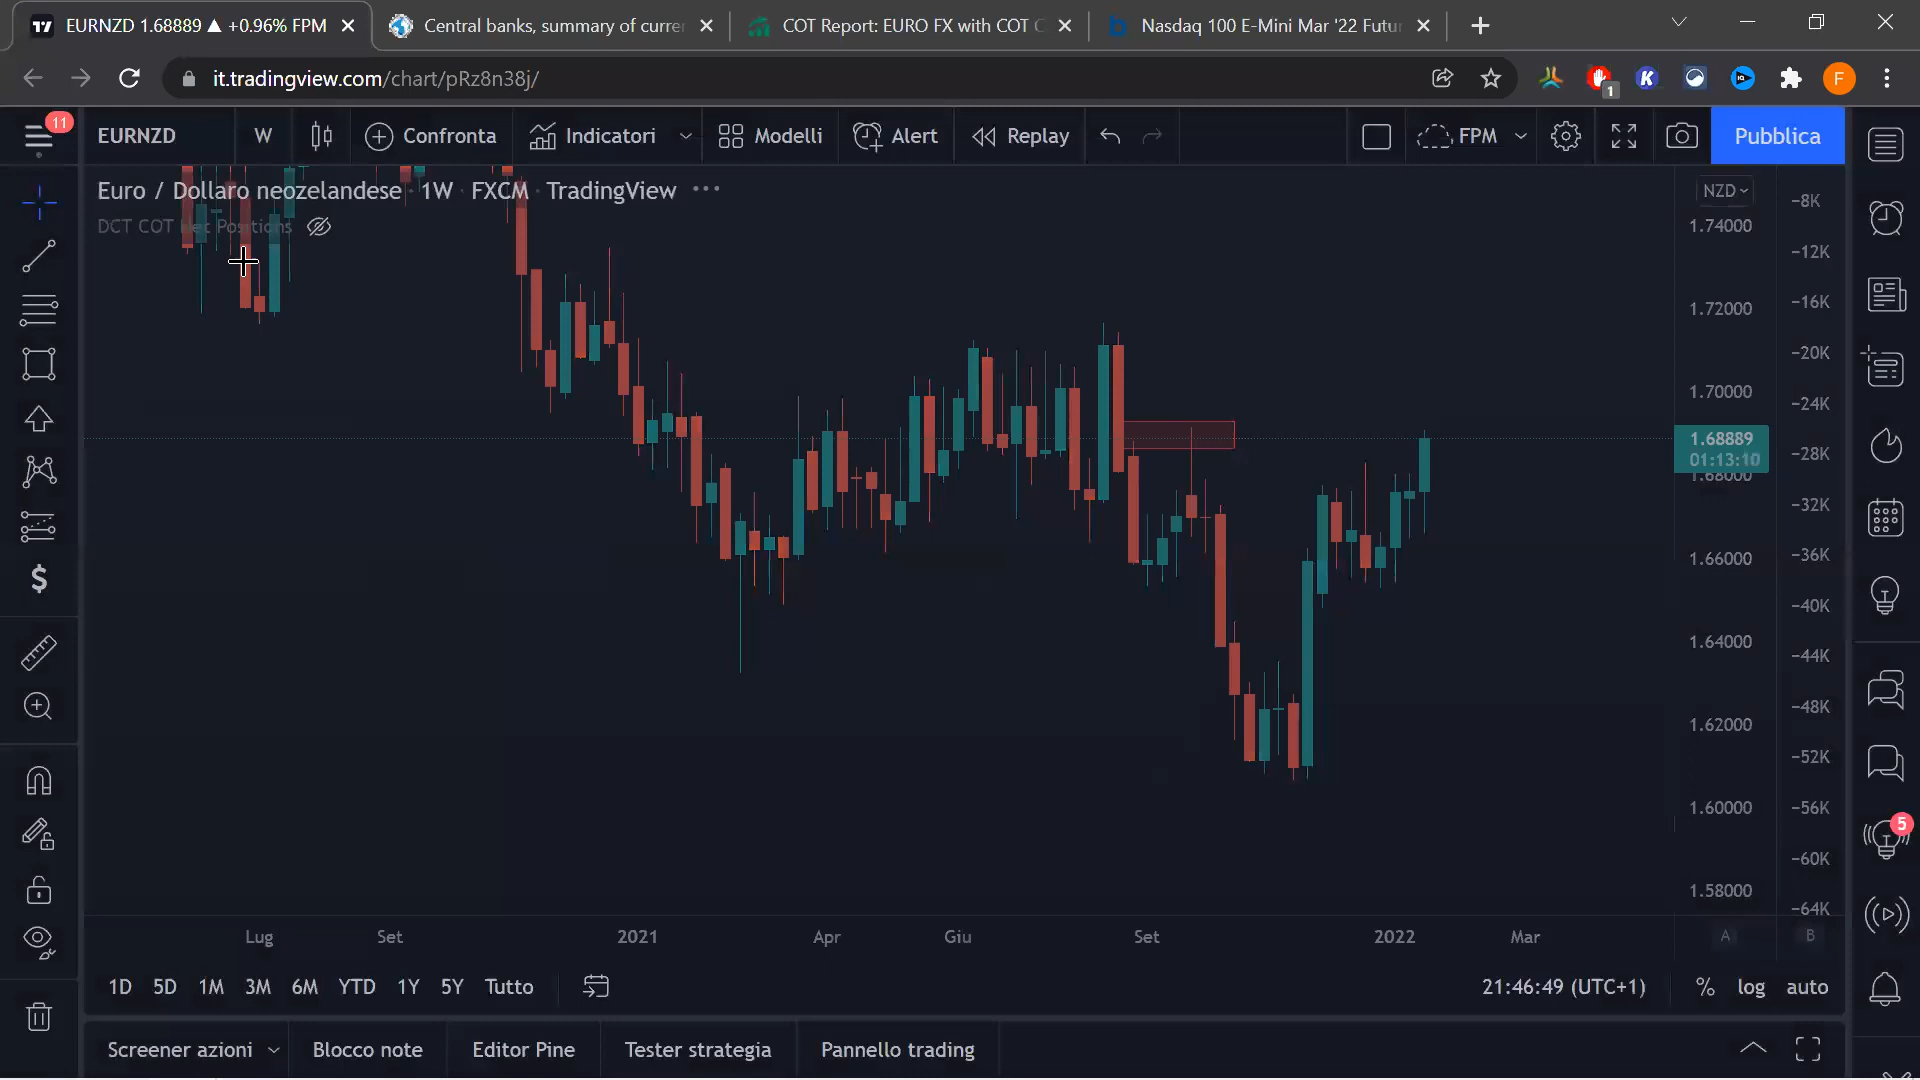 EURNZD 1.68889 ▲ +0.96% FPM
Central banks, summary of curre
COT Report: EURO FX with COT C
Nasdaq 100 E-Mini Mar '22 Futu
it.tradingview.com/chart/pRz8n38j/
1
F
11
EURNZD
W
Confronta
Indicatori
Modelli
Alert
Replay
FPM
Pubblica
Euro / Dollaro neozelandese · 1W · FXCM · TradingView
DCT COT Net Positions
NZD
1.74000
1.72000
1.70000
1.68889
01:13:10
1.68000
1.66000
1.64000
1.62000
1.60000
1.58000
−8K
−12K
−16K
−20K
−24K
−28K
−32K
−36K
−40K
−44K
−48K
−52K
−56K
−60K
−64K
5
Lug
Set
2021
Apr
Giu
Set
2022
Mar
A
B
1D 5D 1M 3M 6M YTD 1Y 5Y Tutto
21:46:49 (UTC+1)
% log auto
Screener azioni
Blocco note
Editor Pine
Tester strategia
Pannello trading